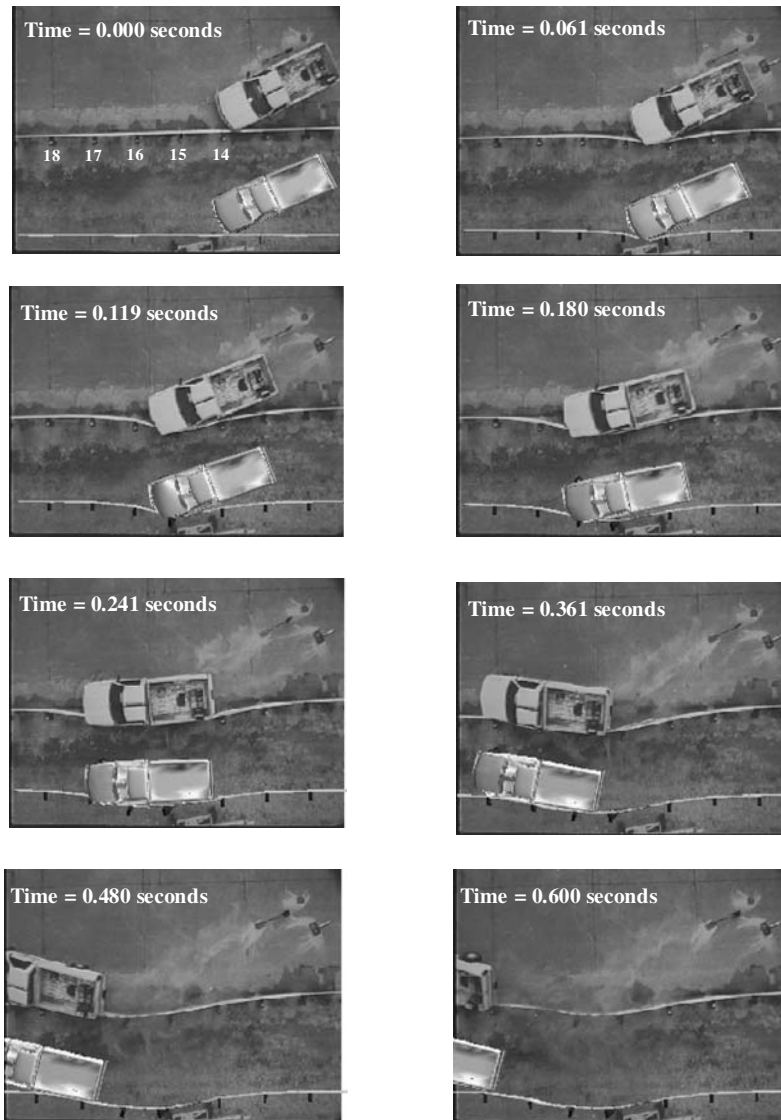 Time = 0.000 seconds
18 17 16 15 14
Time = 0.061 seconds
Time = 0.119 seconds
Time = 0.180 seconds
Time = 0.241 seconds
Time = 0.361 seconds
Time = 0.480 seconds
Time = 0.600 seconds